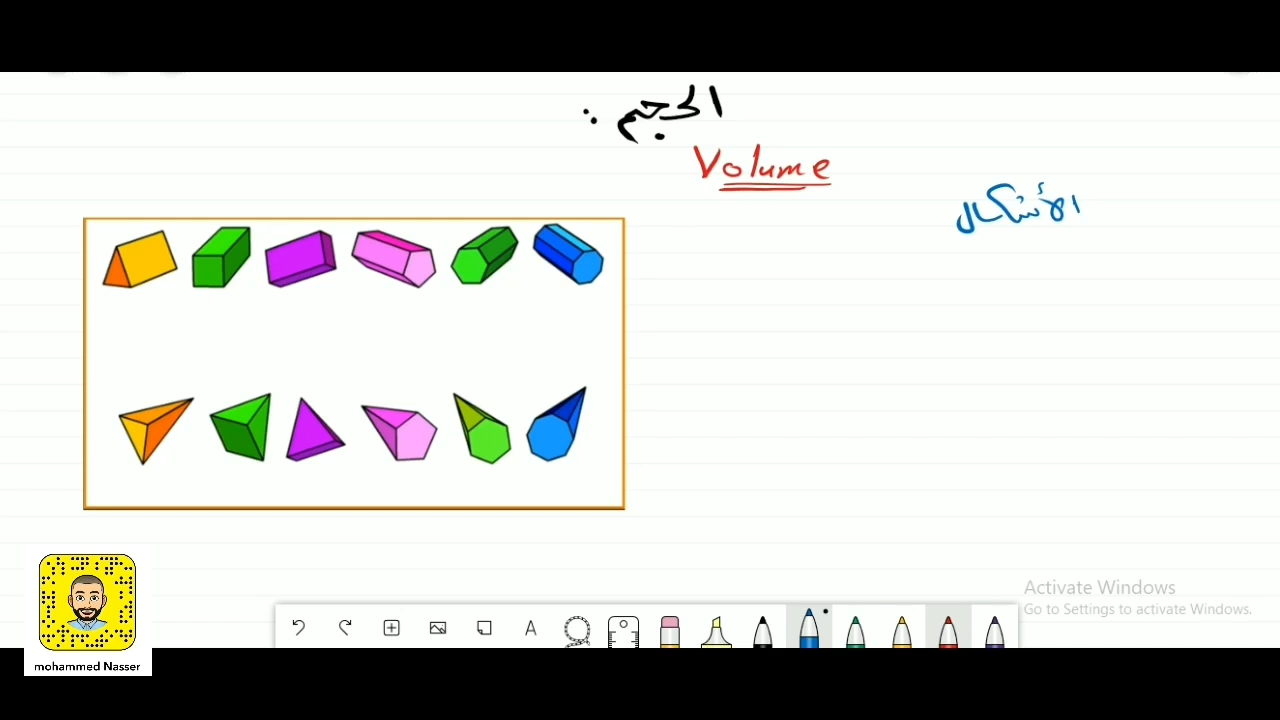 الحجم :
Volume
الأشكال
Activate Windows
Go to Settings to activate Windows.
A
mohammed Nasser